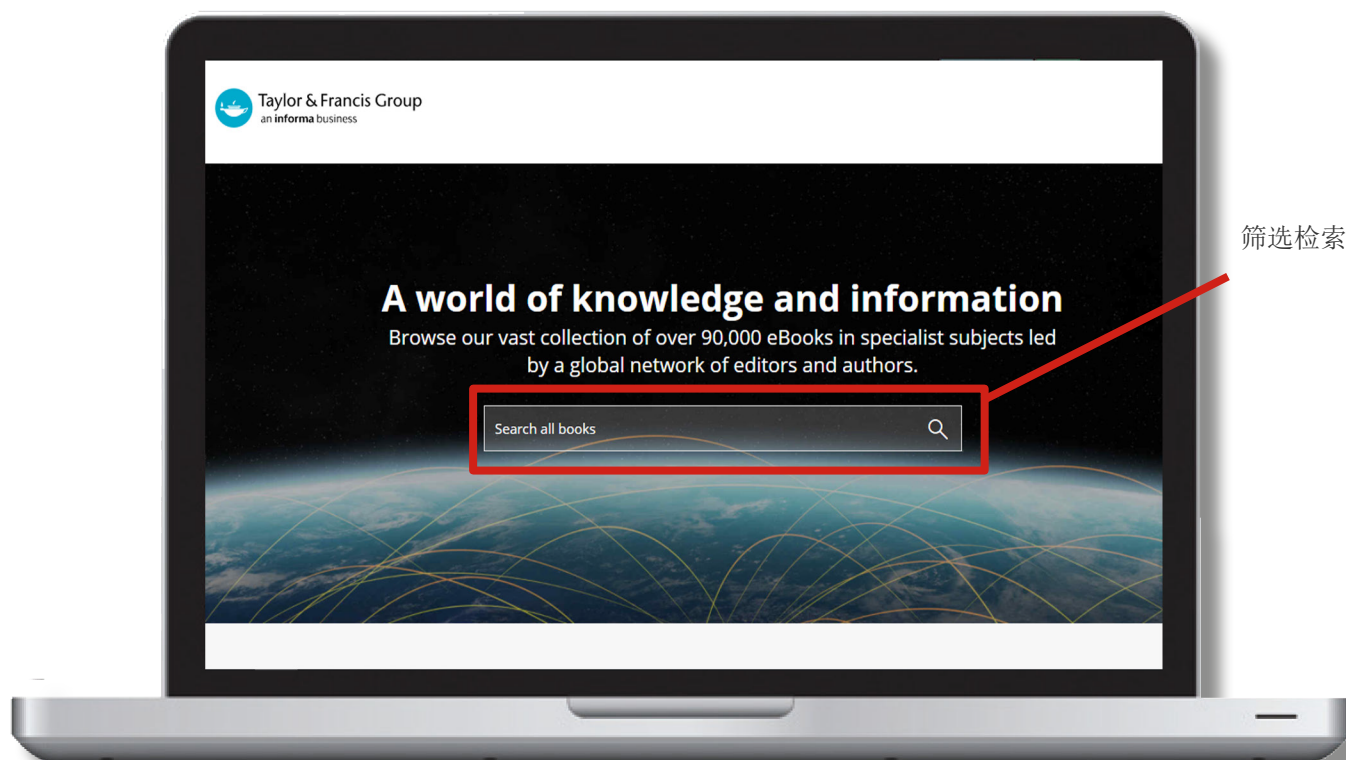 Taylor & Francis Group
an informa business
筛选检索
A world of knowledge and information
Browse our vast collection of over 90,000 eBooks in specialist subjects led
by a global network of editors and authors.
Search all books